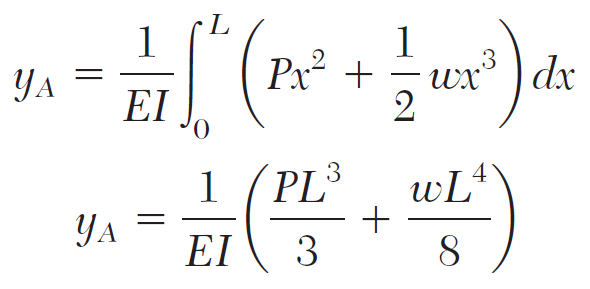 y_A = \frac{1}{EI} \int_0^L \left( Px^2 + \frac{1}{2} wx^3 \right) dx
y_A = \frac{1}{EI} \left( \frac{PL^3}{3} + \frac{wL^4}{8} \right)